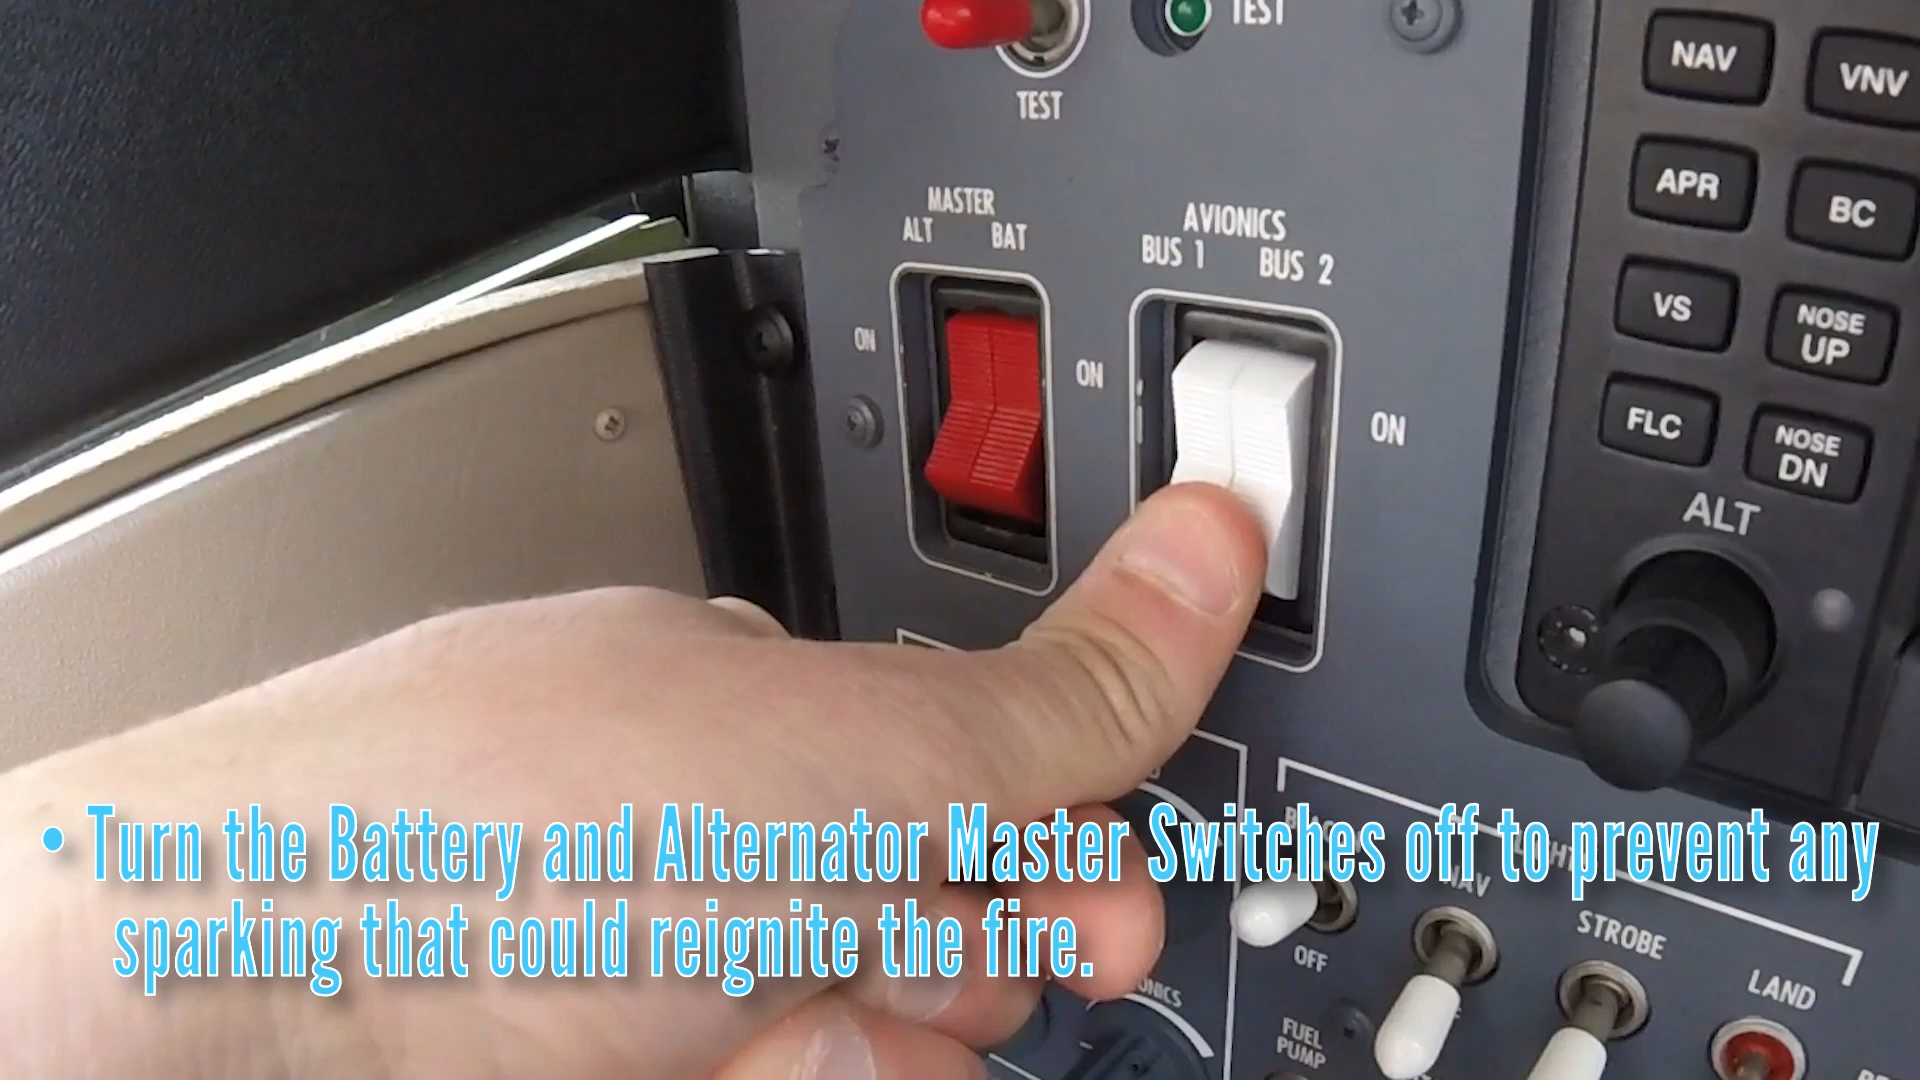 TEST
TEST
MASTER
ALT BAT
ON
ON
AVIONICS
BUS 1 BUS 2
ON
NAV
VNV
APR
BC
VS
NOSE
UP
FLC
NOSE
DN
ALT
• Turn the Battery and Alternator Master Switches off to prevent any
sparking that could reignite the fire.
NAV
OFF
STROBE
LAND
FUEL
PUMP